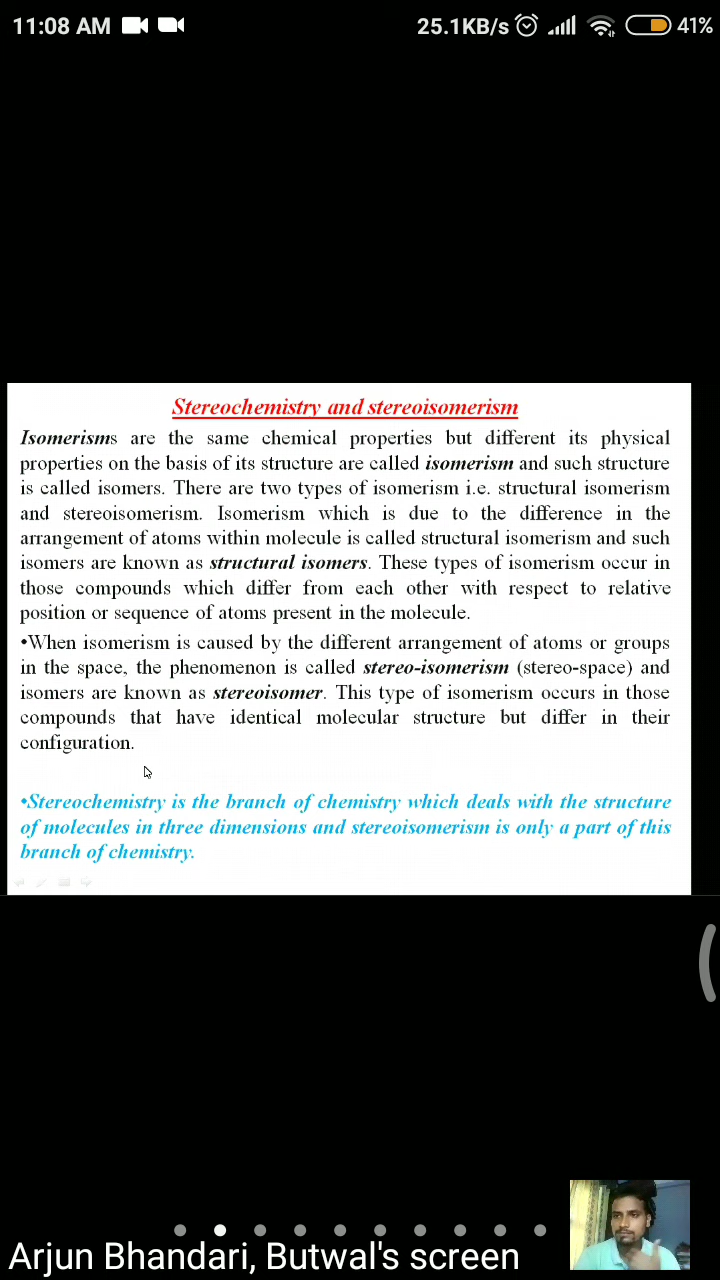 11:08 AM
25.1KB/s
41%
Stereochemistry and stereoisomerism
Isomerisms are the same chemical properties but different its physical
properties on the basis of its structure are called isomerism and such structure
is called isomers. There are two types of isomerism i.e. structural isomerism
and stereoisomerism. Isomerism which is due to the difference in the
arrangement of atoms within molecule is called structural isomerism and such
isomers are known as structural isomers. These types of isomerism occur in
those compounds which differ from each other with respect to relative
position or sequence of atoms present in the molecule.
•When isomerism is caused by the different arrangement of atoms or groups
in the space, the phenomenon is called stereo-isomerism (stereo-space) and
isomers are known as stereoisomer. This type of isomerism occurs in those
compounds that have identical molecular structure but differ in their
configuration.
•Stereochemistry is the branch of chemistry which deals with the structure
of molecules in three dimensions and stereoisomerism is only a part of this
branch of chemistry.
Arjun Bhandari, Butwal's screen